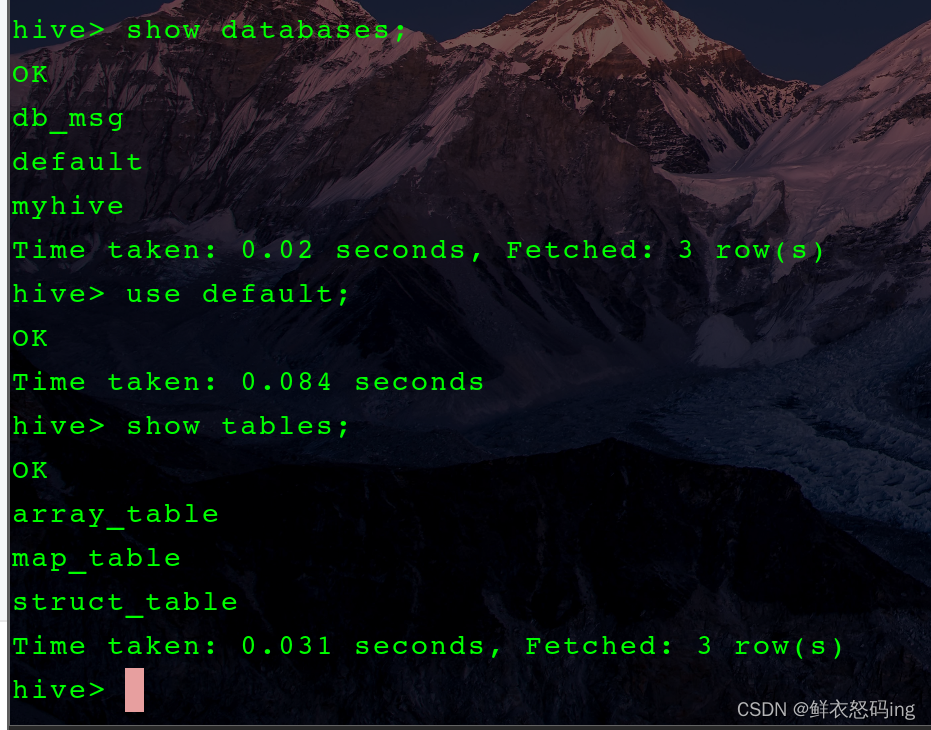 hive> show databases;
OK
db_msg
default
myhive
Time taken: 0.02 seconds, Fetched: 3 row(s)
hive> use default;
OK
Time taken: 0.084 seconds
hive> show tables;
OK
array_table
map_table
struct_table
Time taken: 0.031 seconds, Fetched: 3 row(s)
hive>
CSDN @鲜衣怒码ing